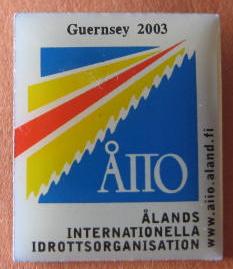 Guernsey 2003
ÅIIO
ÅLANDS
INTERNATIONELLA
IDROTTSORGANISATION
www.aiio.aland.fi